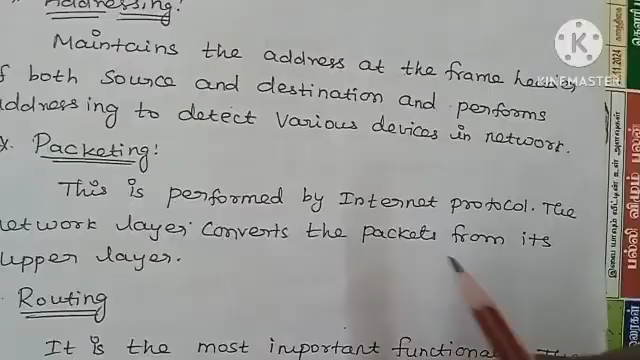 Addressing!
Maintains the address at the frame header
of both source and destination and performs
addressing to detect various devices in network.
x. Packeting!
This is performed by Internet protocol. The
network layer converts the packets from its
upper layer.
Routing
It is the most important functional
KINEMASTER